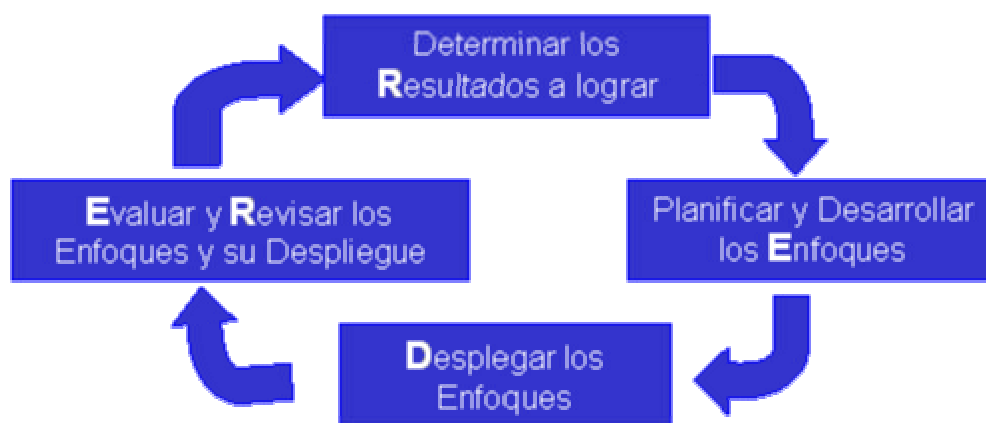 Determinar los
Resultados a lograr
Evaluar y Revisar los
Enfoques y su Despliegue
Planificar y Desarrollar
los Enfoques
Desplegar los
Enfoques